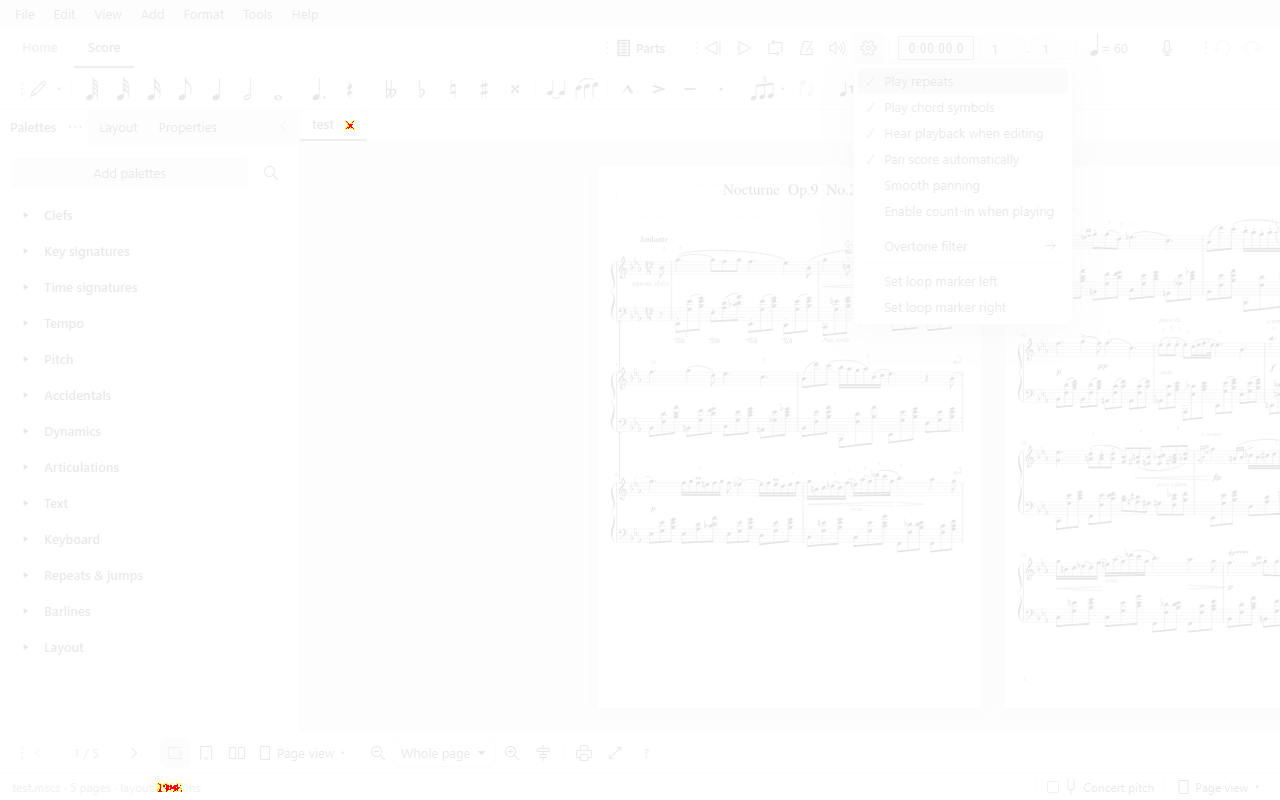 File Edit View Add Format Tools Help
Home Score Parts 0:00:00.0 1 . 1 = 60
Palettes Layout Properties test
Add palettes
Clefs
Key signatures
Time signatures
Tempo
Pitch
Accidentals
Dynamics
Articulations
Text
Keyboard
Repeats & jumps
Barlines
Layout
Play repeats
Play chord symbols
Hear playback when editing
Pan score automatically
Smooth panning
Enable count-in when playing
Overtone filter
Set loop marker left
Set loop marker right
Nocturne Op.9 No.2
Andante
1 / 5 Page view Whole page ?
test.mscz · 5 pages · layout ms Concert pitch Page view